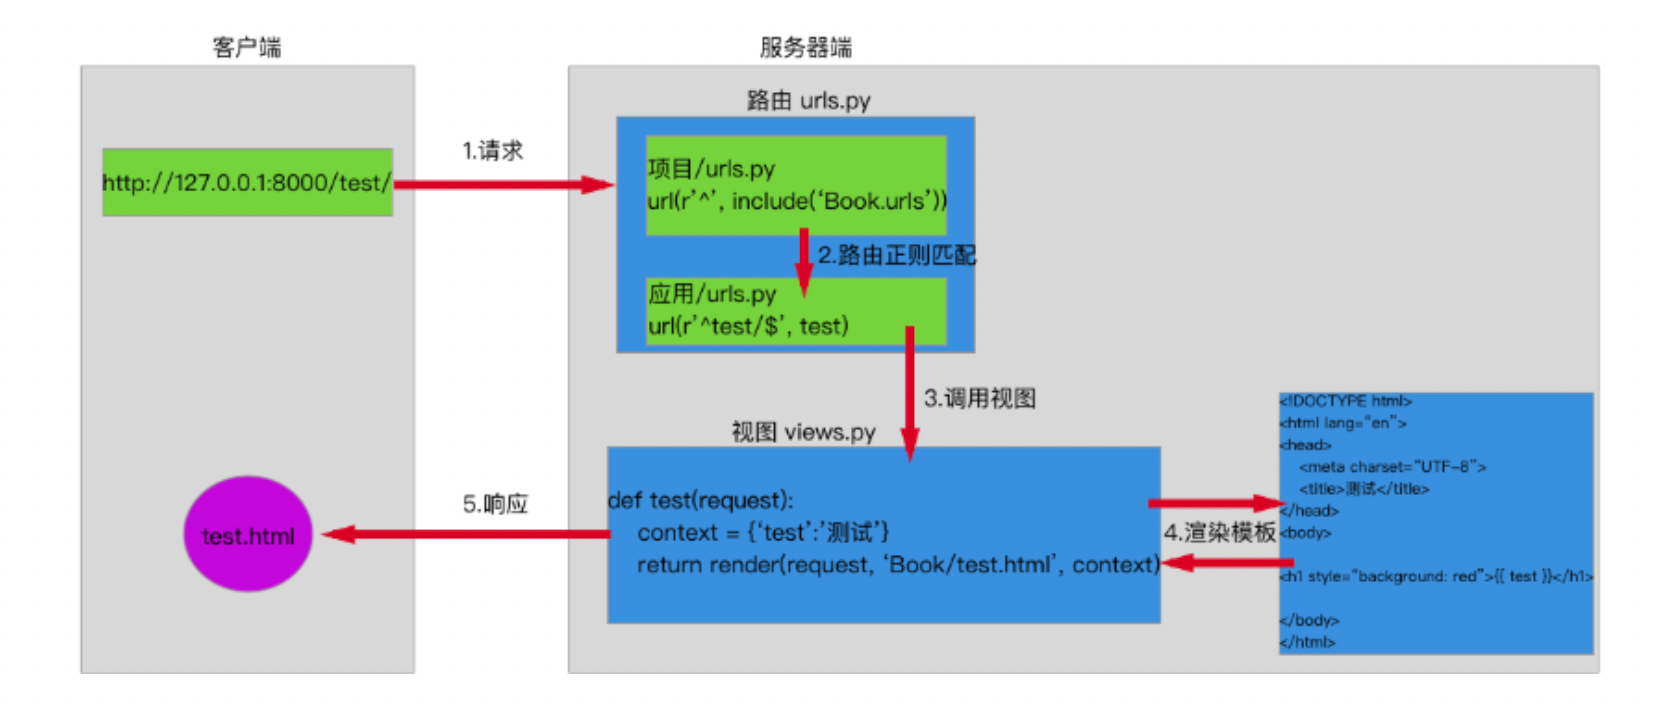 客户端
服务器端
路由 urls.py
http://127.0.0.1:8000/test/
1.请求
项目/urls.py
url(r’^’, include(‘Book.urls’))
2.路由正则匹配
应用/urls.py
url(r’^test/$’, test)
3.调用视图
视图 views.py
def test(request):
context = {‘test’:’测试’}
return render(request, ‘Book/test.html’, context)
4.渲染模板
<!DOCTYPE html>
<html lang="en">
<head>
<meta charset="UTF-8">
<title>测试</title>
</head>
<body>
<h1 style="background: red">{{ test }}</h1>
</body>
</html>
5.响应
test.html